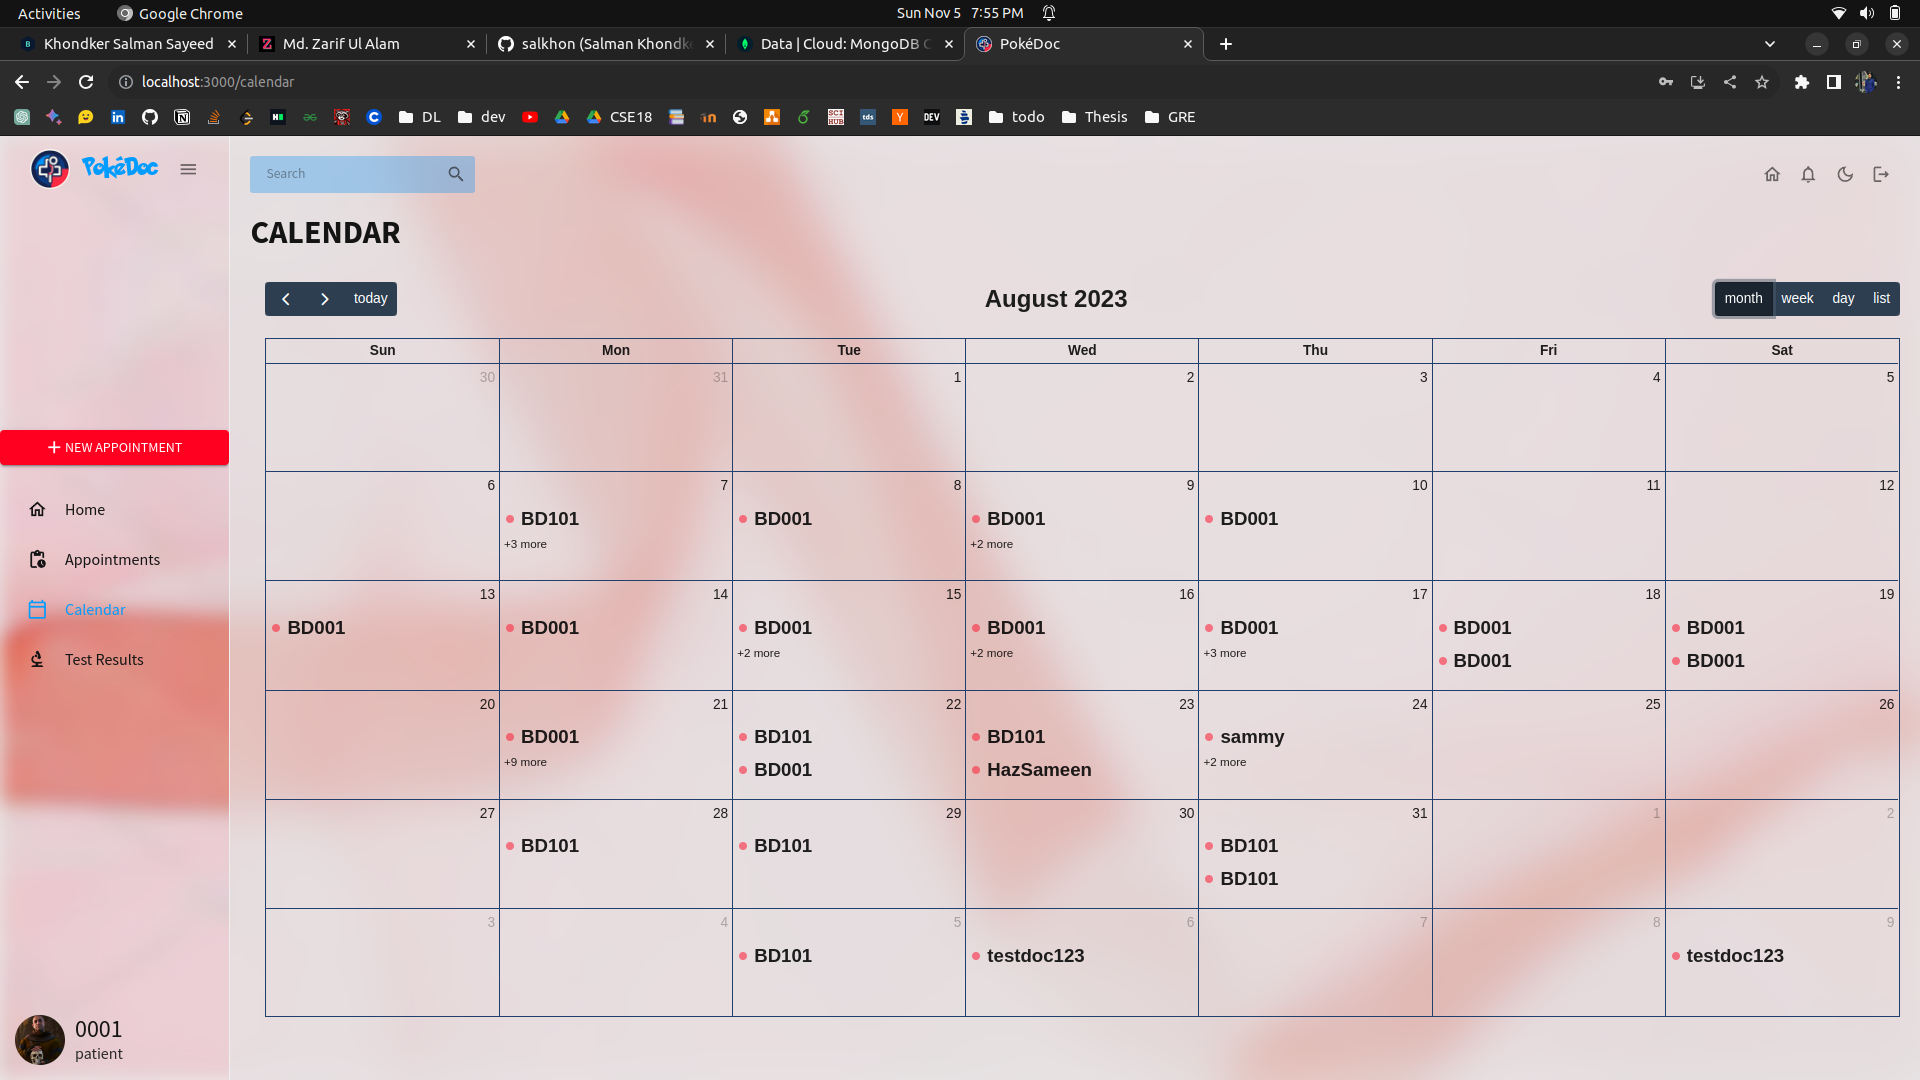 Activities
Google Chrome
Sun Nov 5 7:55 PM
Khondker Salman Sayeed
Md. Zarif Ul Alam
salkhon (Salman Khondk
Data | Cloud: MongoDB C
PokéDoc
localhost:3000/calendar
DL
dev
CSE18
todo
Thesis
GRE
PokéDoc
Search
CALENDAR
today
August 2023
month week day list
Sun Mon Tue Wed Thu Fri Sat
30 31 1 2 3 4 5
6 7 8 9 10 11 12
BD101 BD001 BD001 BD001
+3 more +2 more
13 14 15 16 17 18 19
BD001 BD001 BD001 BD001 BD001 BD001 BD001
+2 more +2 more +3 more BD001 BD001
20 21 22 23 24 25 26
BD001 BD101 BD101 sammy
+9 more BD001 HazSameen +2 more
27 28 29 30 31 1 2
BD101 BD101 BD101
BD101
3 4 5 6 7 8 9
BD101 testdoc123 testdoc123
NEW APPOINTMENT
Home
Appointments
Calendar
Test Results
0001
patient